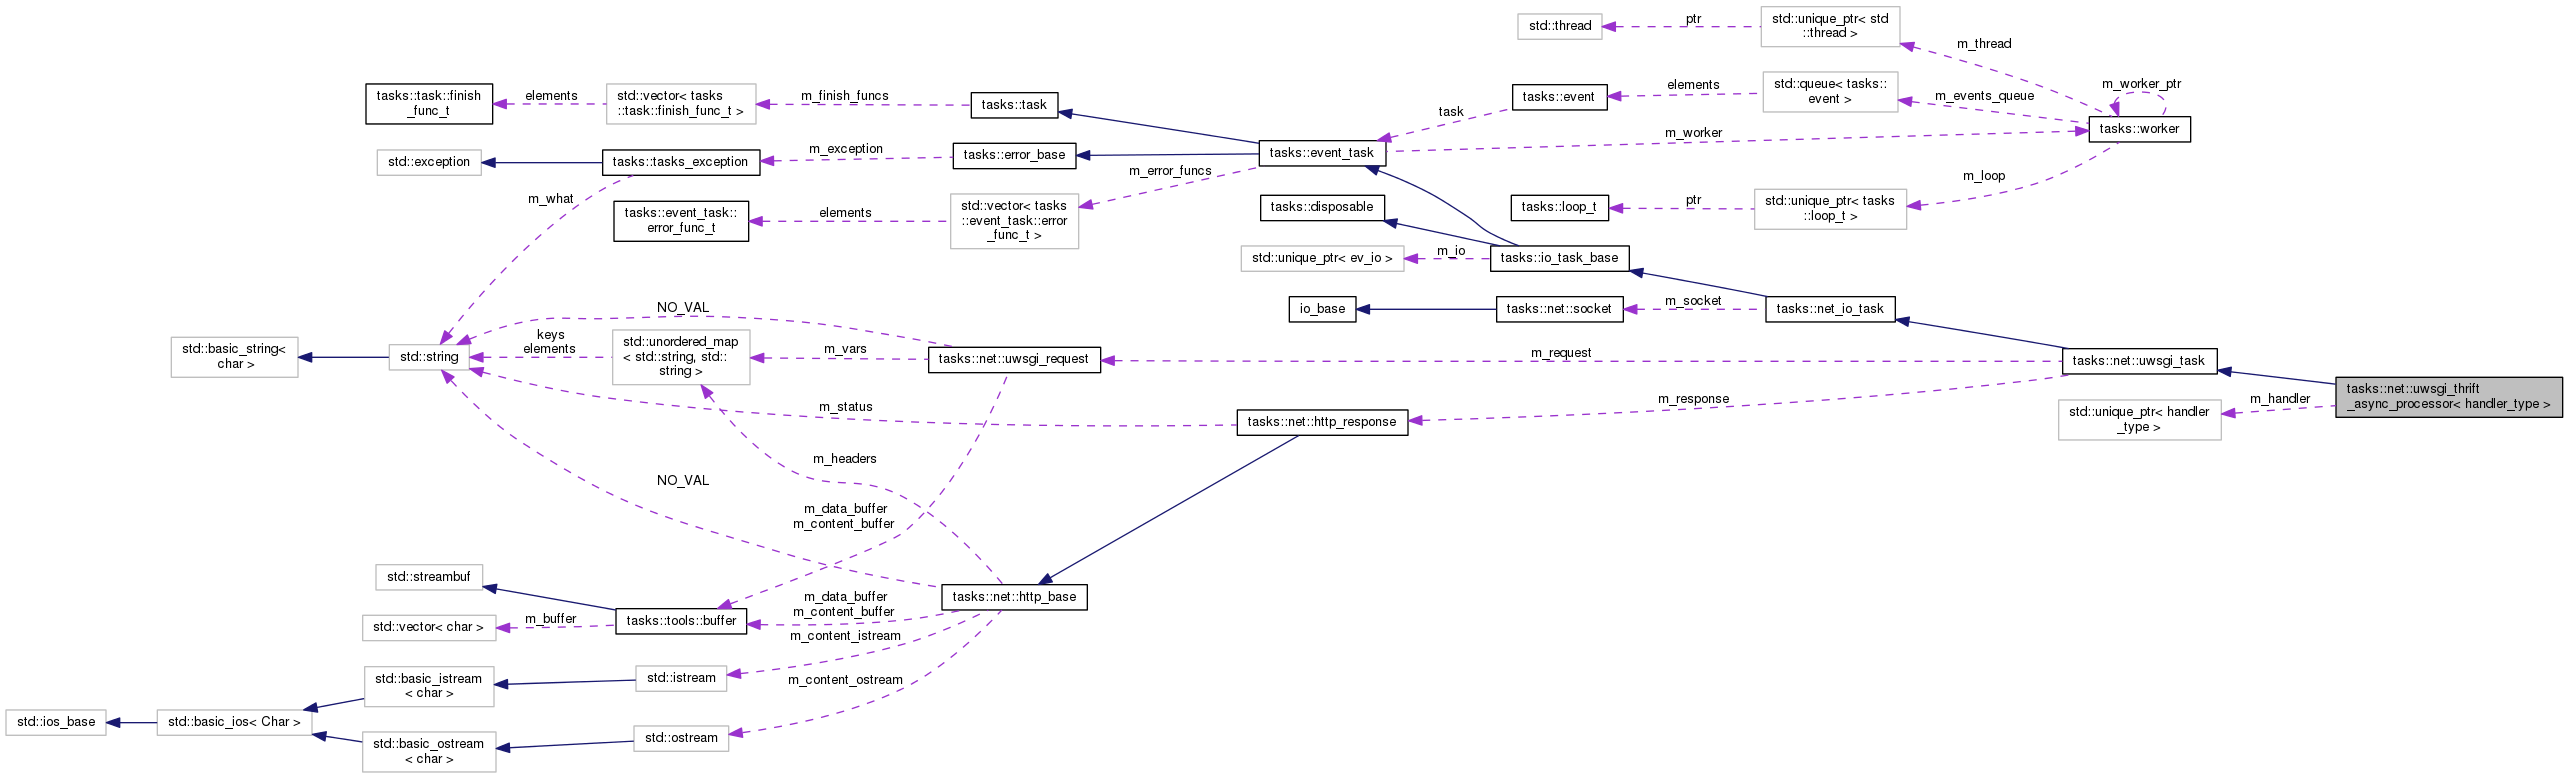 std::thread
ptr
std::unique_ptr< std
::thread >
m_thread
tasks::task::finish
_func_t
elements
std::vector< tasks
::task::finish_func_t >
m_finish_funcs
tasks::task
tasks::event
elements
std::queue< tasks::
event >
m_events_queue
m_worker_ptr
tasks::worker
task
m_worker
std::exception
tasks::tasks_exception
m_exception
tasks::error_base
tasks::event_task
m_error_funcs
m_what
tasks::event_task::
error_func_t
elements
std::vector< tasks
::event_task::error
_func_t >
tasks::disposable
tasks::loop_t
ptr
std::unique_ptr< tasks
::loop_t >
m_loop
std::unique_ptr< ev_io >
m_io
tasks::io_task_base
io_base
tasks::net::socket
m_socket
tasks::net_io_task
NO_VAL
std::basic_string<
char >
std::string
keys
elements
std::unordered_map
< std::string, std::
string >
m_vars
tasks::net::uwsgi_request
m_request
tasks::net::uwsgi_task
tasks::net::uwsgi_thrift
_async_processor< handler_type >
m_handler
std::unique_ptr< handler
_type >
m_status
tasks::net::http_response
m_response
m_headers
NO_VAL
m_data_buffer
m_content_buffer
std::streambuf
std::vector< char >
m_buffer
tasks::tools::buffer
m_data_buffer
m_content_buffer
tasks::net::http_base
m_content_istream
m_content_ostream
std::ios_base
std::basic_ios< Char >
std::basic_istream
< char >
std::istream
std::basic_ostream
< char >
std::ostream